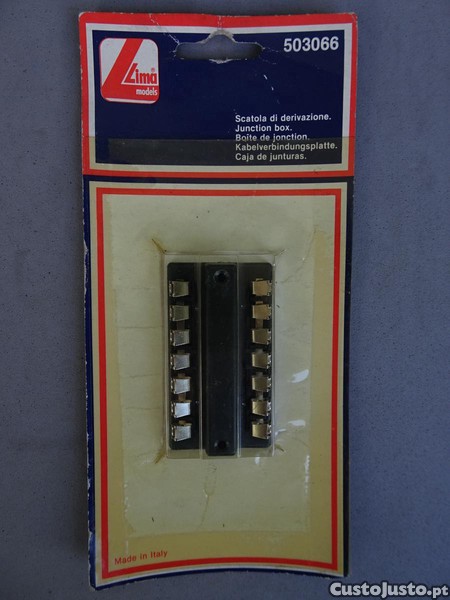 Lima®
models
503066
Scatola di derivazione.
Junction box.
Boîte de jonction.
Kabelverbindungsplatte.
Caja de junturas.
Made in Italy
CustoJusto.pt